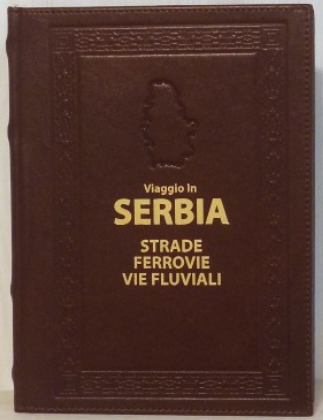 Viaggio In
SERBIA
STRADE
FERROVIE
VIE FLUVIALI